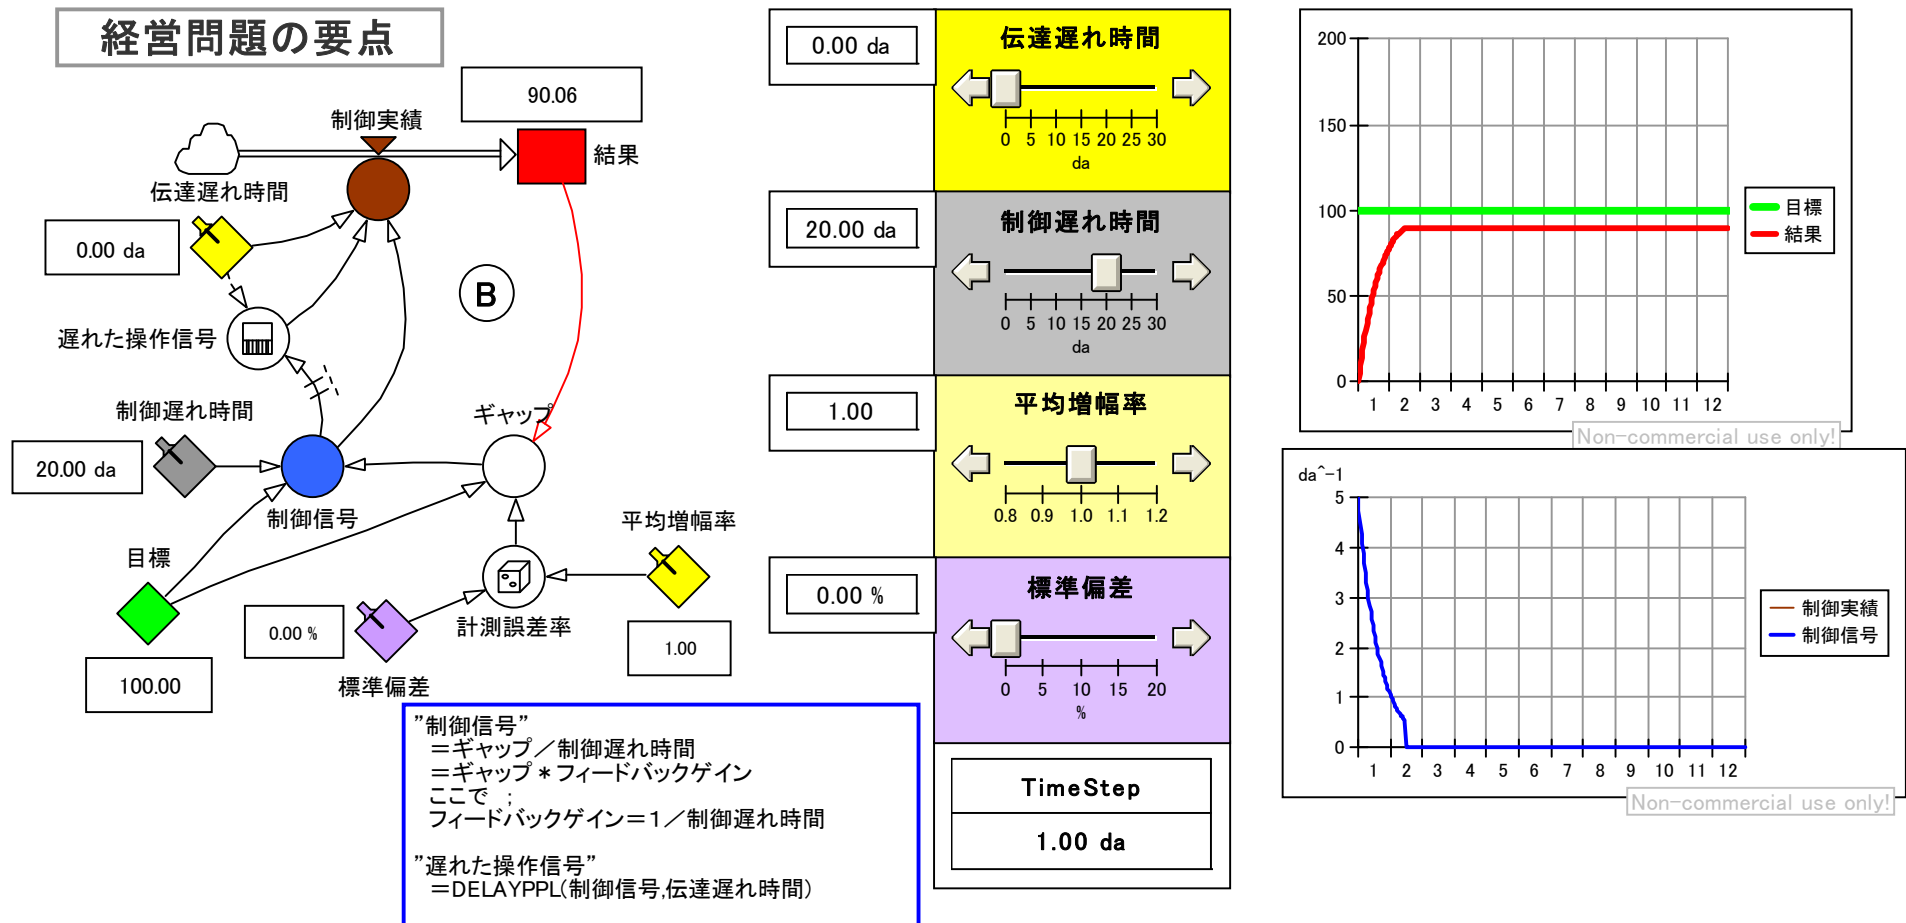 経営問題の要点
90.06
制御実績
結果
伝達遅れ時間
0.00 da
B
遅れた操作信号
制御遅れ時間
20.00 da
ギャップ
制御信号
平均増幅率
目標
計測誤差率
0.00 %
1.00
100.00
標準偏差
”制御信号”
＝ギャップ／制御遅れ時間
＝ギャップ＊フィードバックゲイン
ここで ；
フィードバックゲイン＝1／制御遅れ時間
”遅れた操作信号”
＝DELAYPPL(制御信号,伝達遅れ時間)
0.00 da
伝達遅れ時間
0 5 10 15 20 25 30
da
20.00 da
制御遅れ時間
0 5 10 15 20 25 30
da
1.00
平均増幅率
0.8 0.9 1.0 1.1 1.2
0.00 %
標準偏差
0 5 10 15 20
%
TimeStep
1.00 da
200
150
100
50
0
1 2 3 4 5 6 7 8 9 10 11 12
目標
結果
Non-commercial use only!
da^-1
5
4
3
2
1
0
1 2 3 4 5 6 7 8 9 10 11 12
制御実績
制御信号
Non-commercial use only!